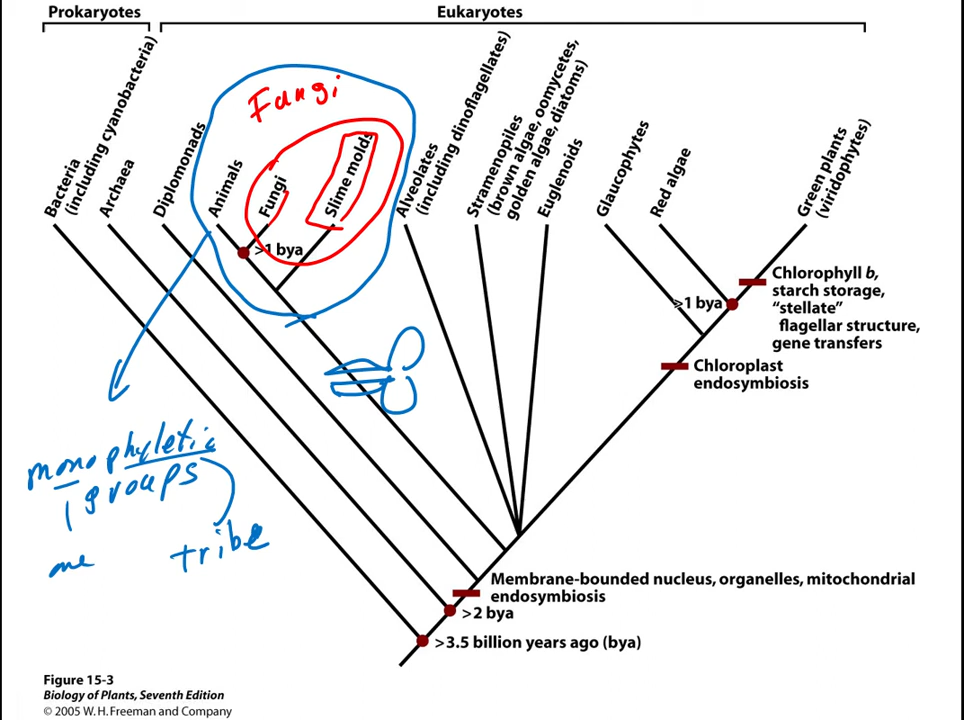 Prokaryotes
Eukaryotes
Bacteria
(including cyanobacteria)
Archaea
Diplomonads
Animals
Fungi
Slime molds
Alveolates
(including dinoflagellates)
Stramenopiles
(brown algae, oomycetes,
golden algae, diatoms)
Euglenoids
Glaucophytes
Red algae
Green plants
(viridophytes)
Fungi
>1 bya
>1 bya
Chlorophyll b,
starch storage,
“stellate”
flagellar structure,
gene transfers
Chloroplast
endosymbiosis
monophyletic
groups
one
tribe
Membrane-bounded nucleus, organelles, mitochondrial
endosymbiosis
>2 bya
>3.5 billion years ago (bya)
Figure 15-3
Biology of Plants, Seventh Edition
© 2005 W.H. Freeman and Company